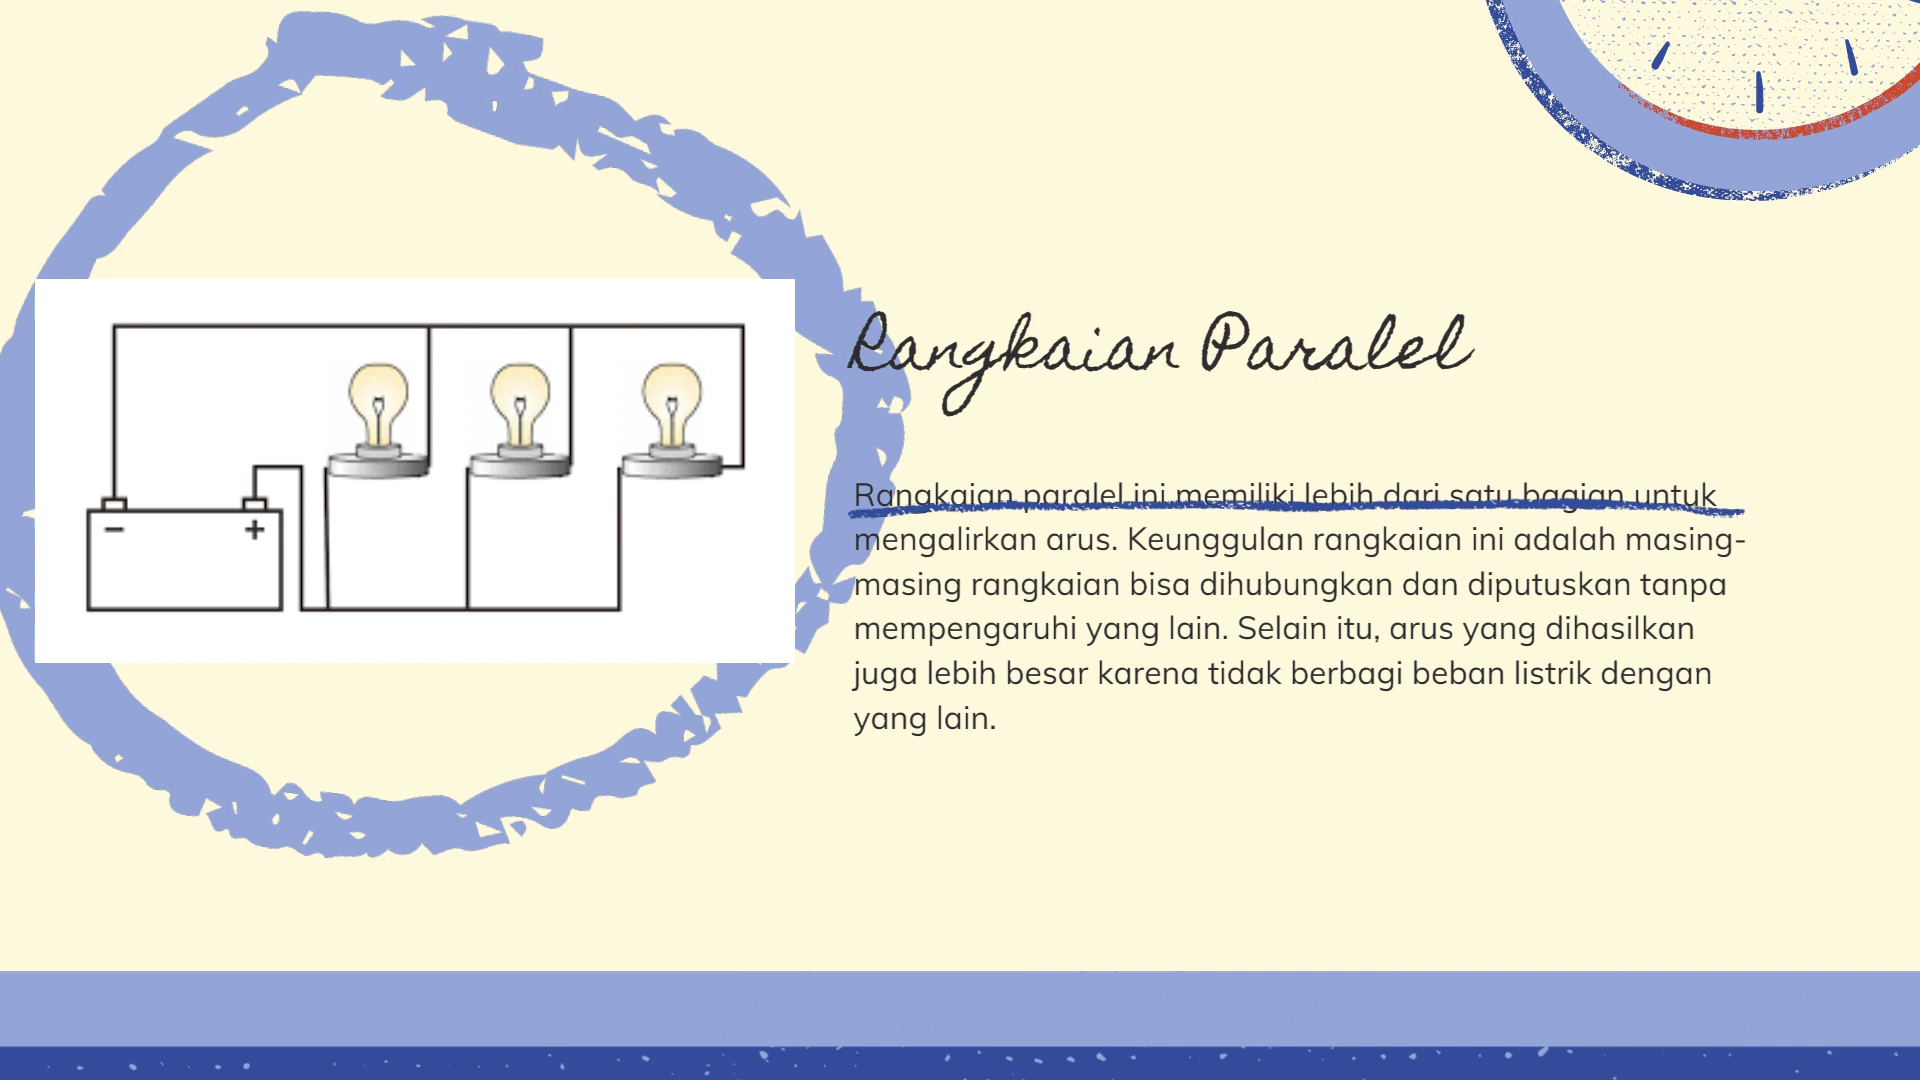 Rangkaian Paralel
Rangkaian paralel ini memiliki lebih dari satu bagian untuk
mengalirkan arus. Keunggulan rangkaian ini adalah masing-
masing rangkaian bisa dihubungkan dan diputuskan tanpa
mempengaruhi yang lain. Selain itu, arus yang dihasilkan
juga lebih besar karena tidak berbagi beban listrik dengan
yang lain.
− +